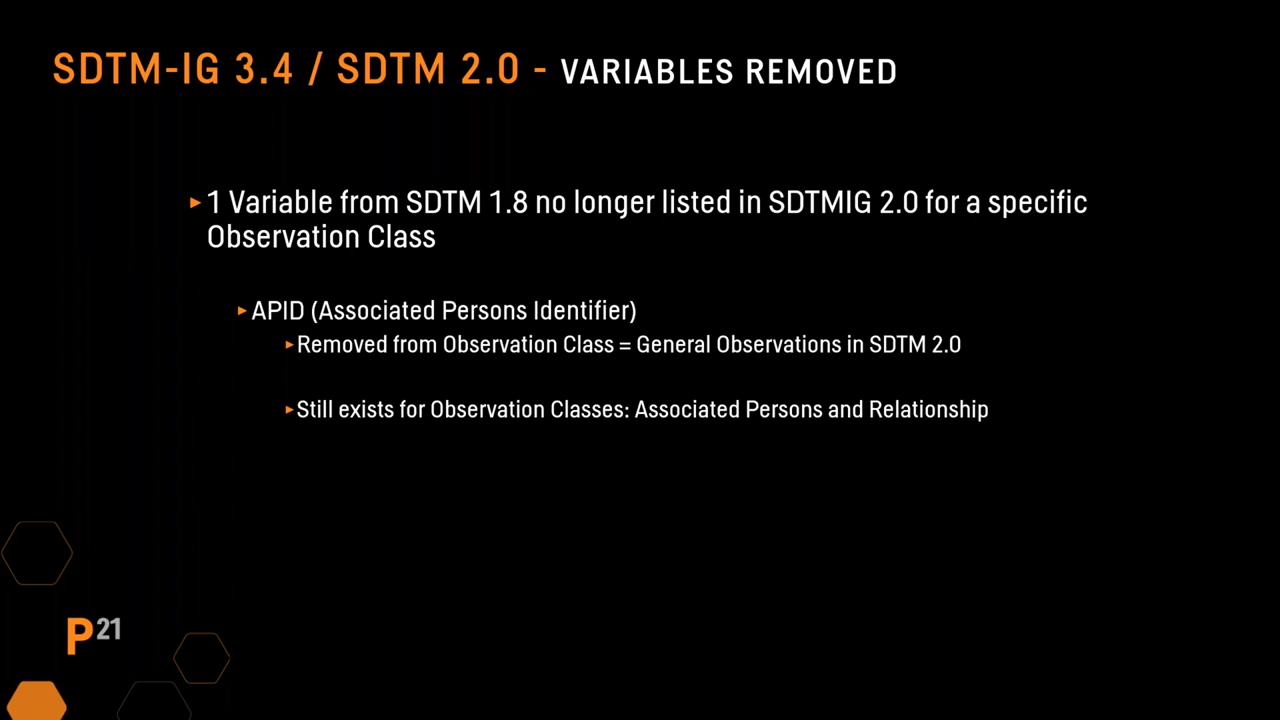 SDTM-IG 3.4 / SDTM 2.0 - VARIABLES REMOVED
▸1 Variable from SDTM 1.8 no longer listed in SDTMIG 2.0 for a specific
Observation Class
▸APID (Associated Persons Identifier)
▸Removed from Observation Class = General Observations in SDTM 2.0
▸Still exists for Observation Classes: Associated Persons and Relationship
P21